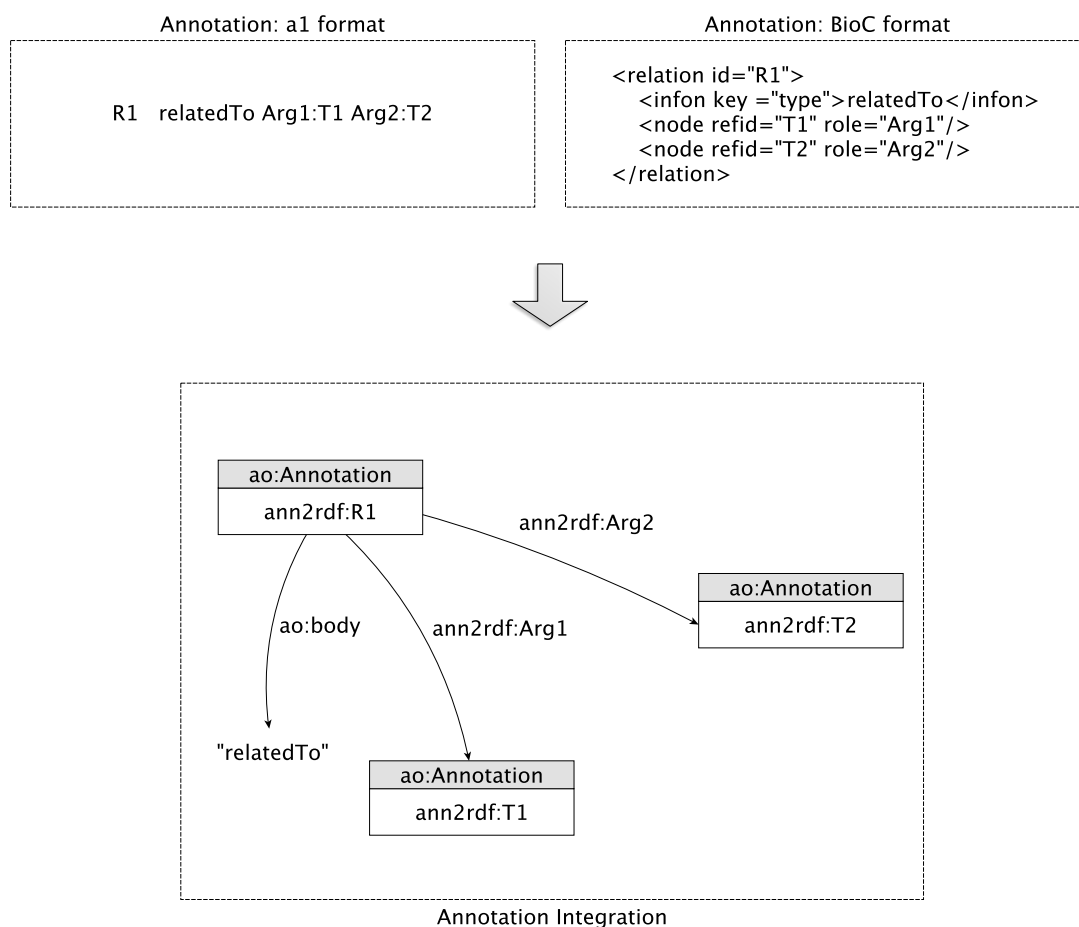 Annotation: a1 format
R1 relatedTo Arg1:T1 Arg2:T2
Annotation: BioC format
<relation id="R1">
<infon key ="type">relatedTo</infon>
<node refid="T1" role="Arg1"/>
<node refid="T2" role="Arg2"/>
</relation>
ao:Annotation
ann2rdf:R1
ann2rdf:Arg2
ao:Annotation
ann2rdf:T2
ao:body
ann2rdf:Arg1
"relatedTo"
ao:Annotation
ann2rdf:T1
Annotation Integration